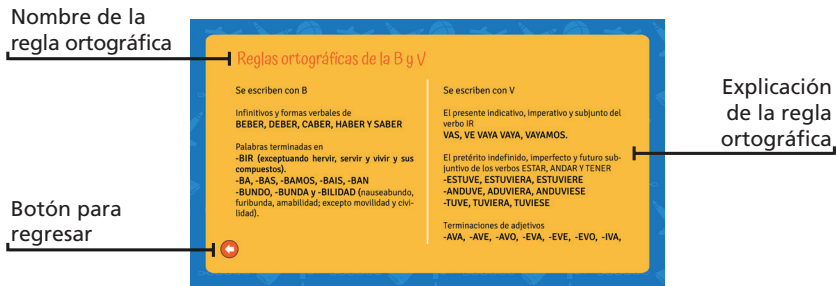 Nombre de la
regla ortográfica
Reglas ortográficas de la B y V
Se escriben con B
Infinitivos y formas verbales de
BEBER, DEBER, CABER, HABER Y SABER
Palabras terminadas en
-BIR (exceptuando hervir, servir y vivir y sus
compuestos).
-BA, -BAS, -BAMOS, -BAIS, -BAN
-BUNDO, -BUNDA y -BILIDAD (nauseabundo,
furibunda, amabilidad; excepto movilidad y civi-
lidad).
Se escriben con V
El presente indicativo, imperativo y subjunto del
verbo IR
VAS, VE VAYA VAYA, VAYAMOS.
El pretérito indefinido, imperfecto y futuro sub-
juntivo de los verbos ESTAR, ANDAR Y TENER
-ESTUVE, ESTUVIERA, ESTUVIERE
-ANDUVE, ADUVIERA, ANDUVIESE
-TUVE, TUVIERA, TUVIESE
Terminaciones de adjetivos
-AVA, -AVE, -AVO, -EVA, -EVE, -EVO, -IVA,
Explicación
de la regla
ortográfica
Botón para
regresar